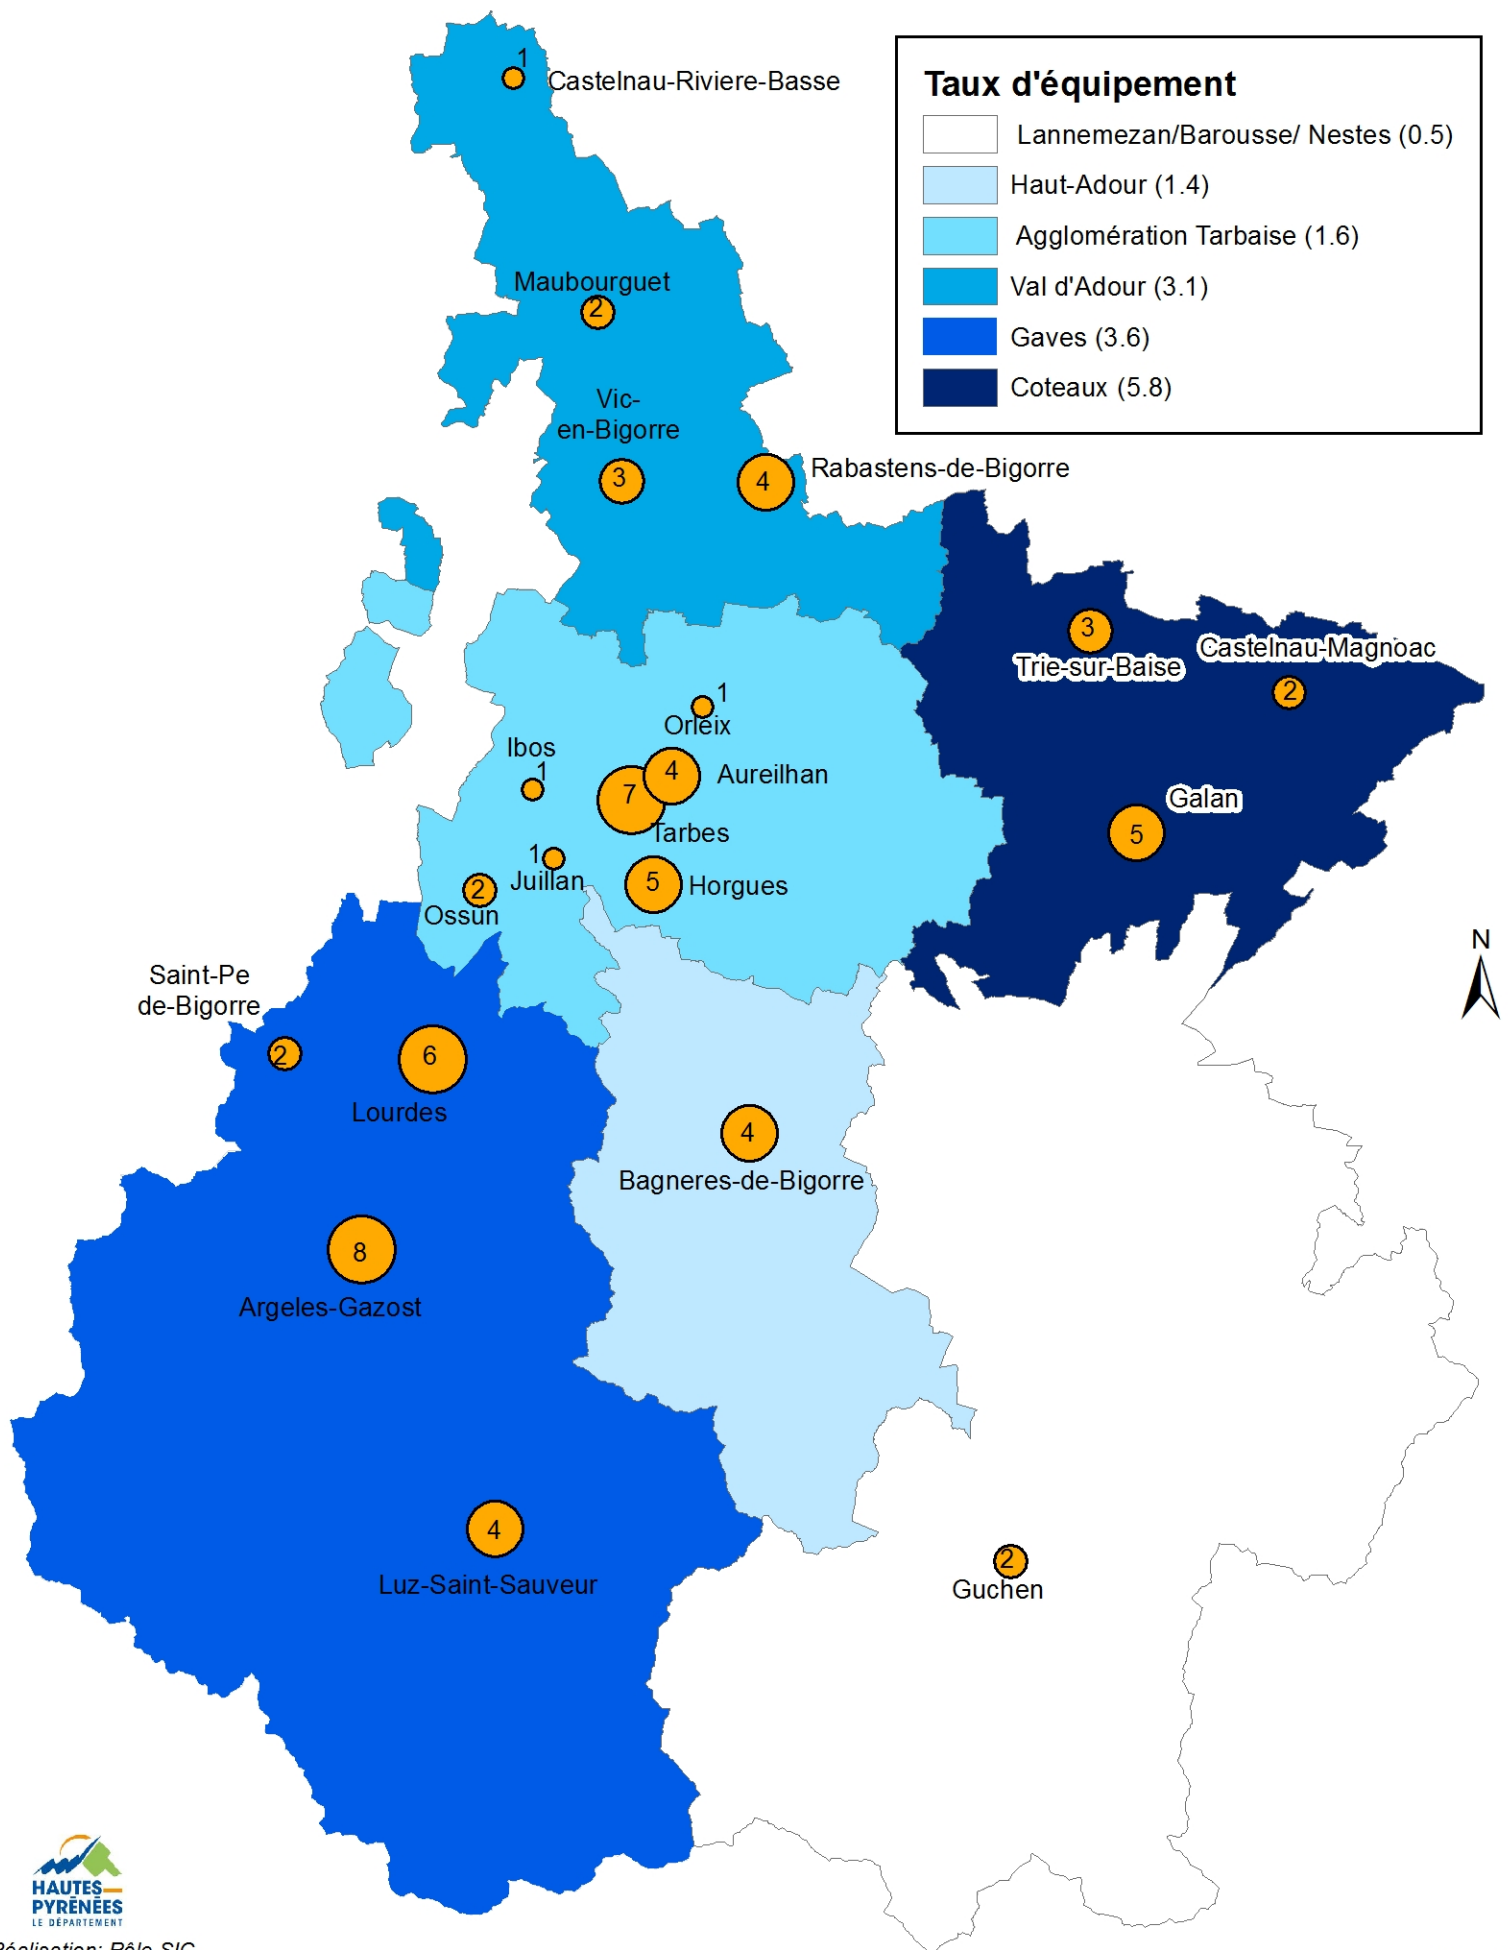 1
Castelnau-Riviere-Basse
Taux d'équipement
Lannemezan/Barousse/ Nestes (0.5)
Haut-Adour (1.4)
Agglomération Tarbaise (1.6)
Val d'Adour (3.1)
Gaves (3.6)
Coteaux (5.8)
Maubourguet
2
Vic-
en-Bigorre
3
4
Rabastens-de-Bigorre
3
Trie-sur-Baise
Castelnau-Magnoac
2
1
Orleix
Ibos
1
4
Aureilhan
7
Tarbes
Galan
5
1
Juillan
2
Ossun
5
Horgues
N
Saint-Pe
de-Bigorre
2
6
Lourdes
4
Bagneres-de-Bigorre
8
Argeles-Gazost
4
Luz-Saint-Sauveur
2
Guchen
HAUTES
PYRÉNÉES
LE DÉPARTEMENT
Réalisation: Pôle SIG